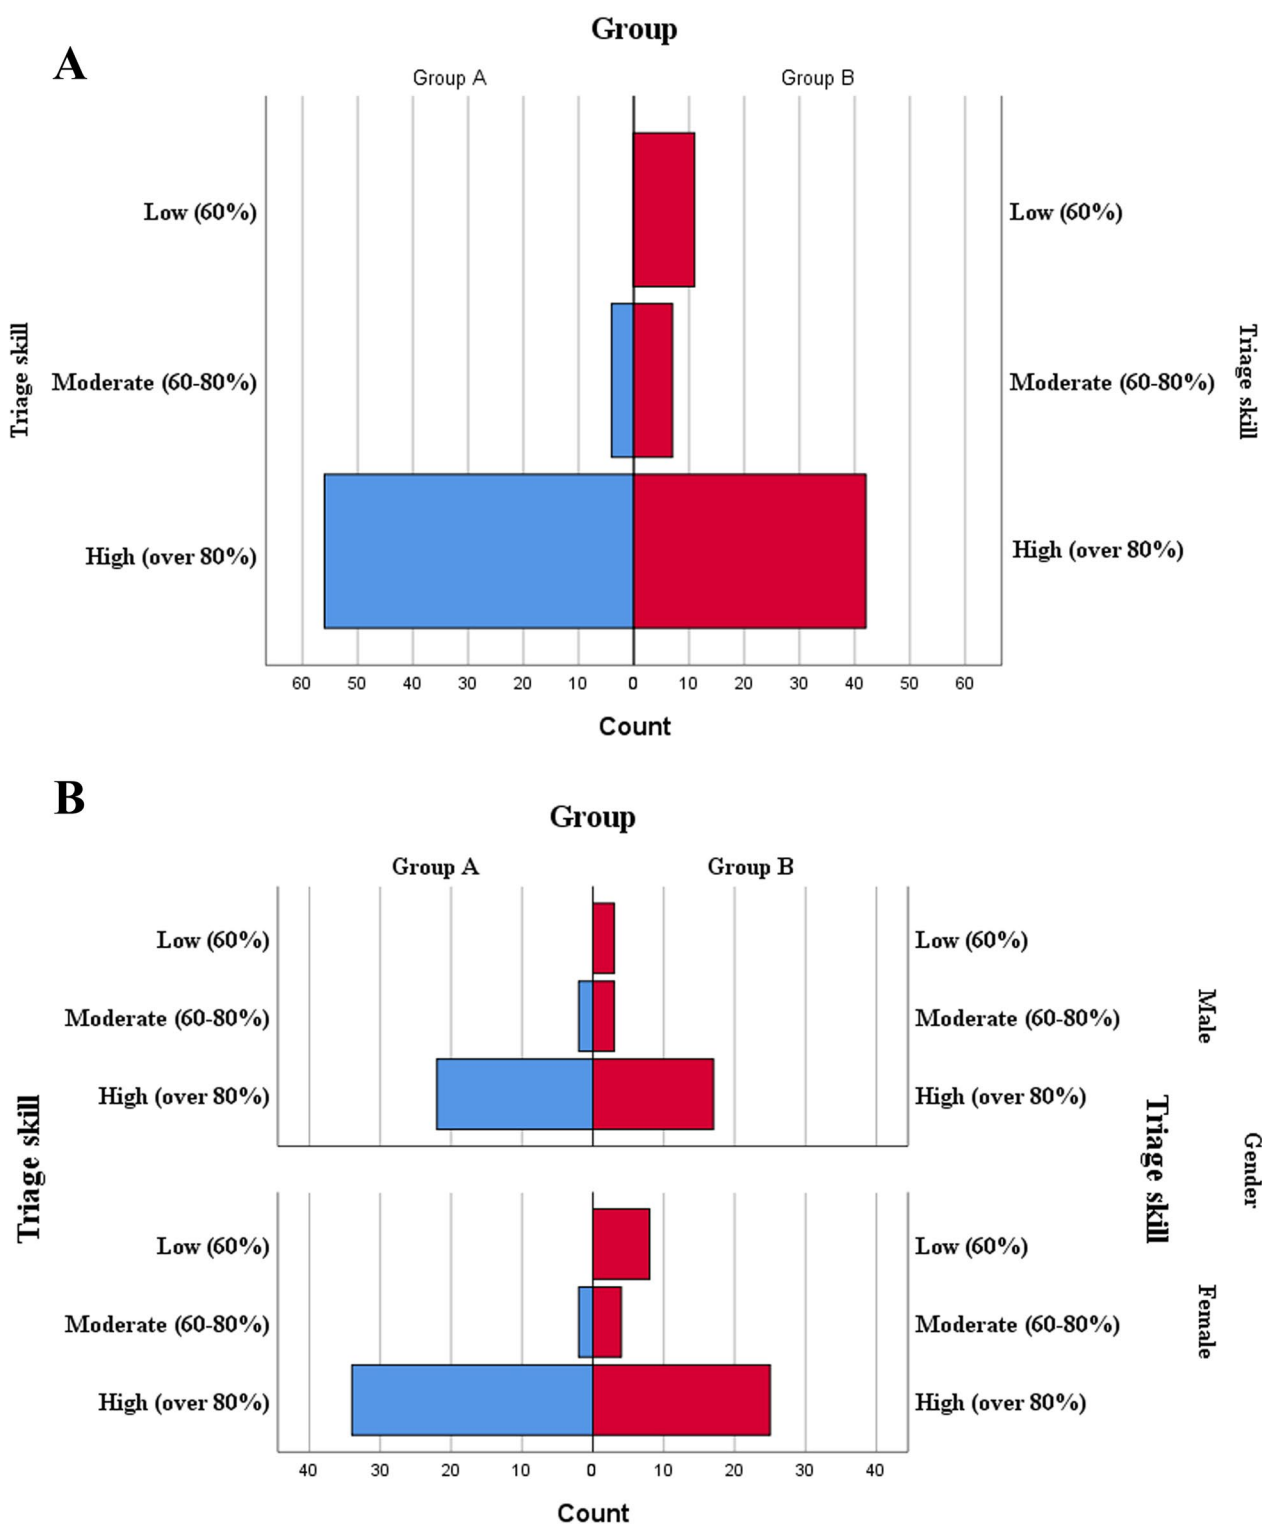 A
Group
Group A Group B
Low (60%) Low (60%)
Moderate (60-80%) Moderate (60-80%)
High (over 80%) High (over 80%)
Triage skill
Triage skill
60 50 40 30 20 10 0 10 20 30 40 50 60
Count
B
Group
Group A Group B
Low (60%) Low (60%)
Moderate (60-80%) Moderate (60-80%)
High (over 80%) High (over 80%)
Male
Triage skill
Triage skill
Gender
Low (60%) Low (60%)
Moderate (60-80%) Moderate (60-80%)
High (over 80%) High (over 80%)
Female
40 30 20 10 0 10 20 30 40
Count